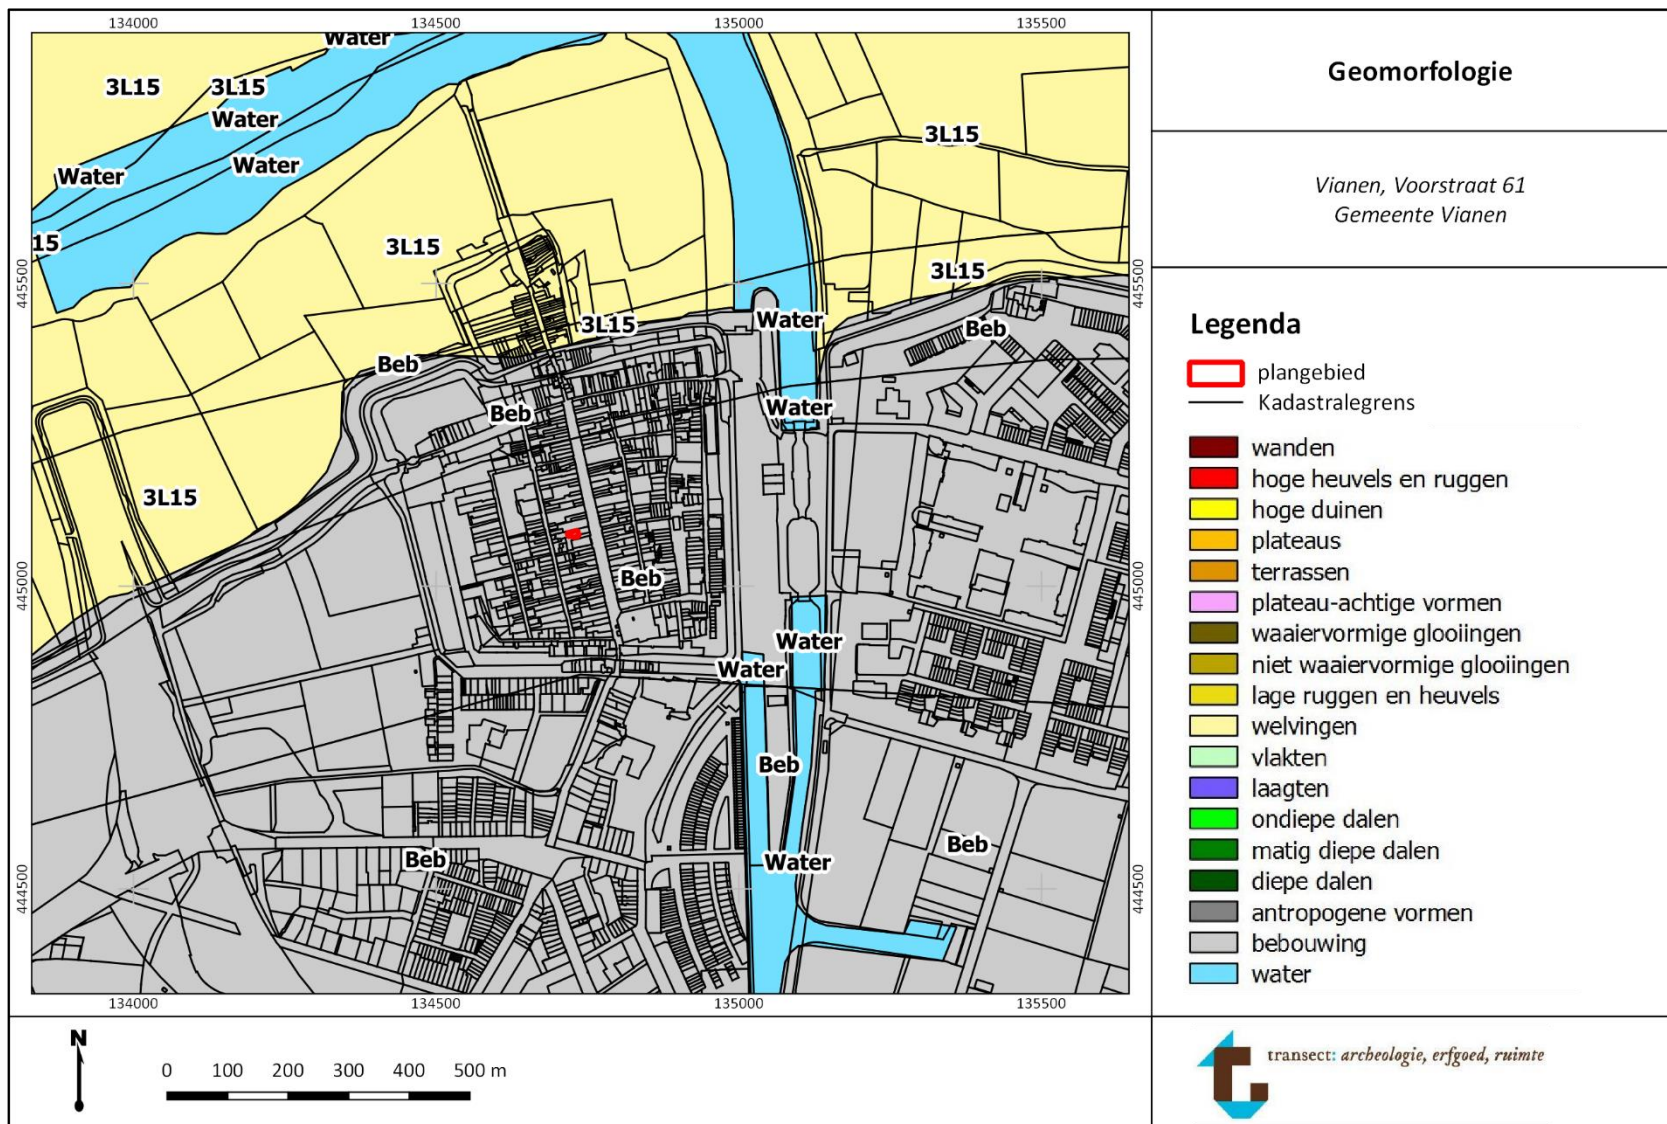 134000 134500 135000 135500
Water
3L15 3L15
Water
3L15
Water
Water
15 3L15
3L15
445500 445500
3L15 Water
Beb
Beb
Beb Water
3L15
Beb
445000 445000
Water
Water
Beb
Beb
Beb Water
444500 444500
134000 134500 135000 135500
N
0 100 200 300 400 500 m
Geomorfologie
Vianen, Voorstraat 61
Gemeente Vianen
Legenda
plangebied
Kadastralegrens
wanden
hoge heuvels en ruggen
hoge duinen
plateaus
terrassen
plateau-achtige vormen
waaiervormige glooiingen
niet waaiervormige glooiingen
lage ruggen en heuvels
welvingen
vlakten
laagten
ondiepe dalen
matig diepe dalen
diepe dalen
antropogene vormen
bebouwing
water
transect: archeologie, erfgoed, ruimte